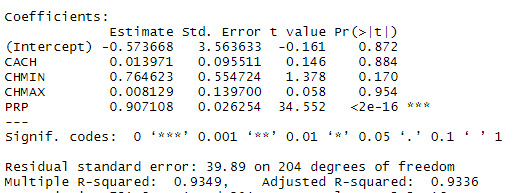 Coefficients:
Estimate Std. Error t value Pr(>|t|)
(Intercept) -0.573668 3.563633 -0.161 0.872
CACH 0.013971 0.095511 0.146 0.884
CHMIN 0.764623 0.554724 1.378 0.170
CHMAX 0.008129 0.139700 0.058 0.954
PRP 0.907108 0.026254 34.552 <2e-16 ***
---
Signif. codes: 0 ‘***’ 0.001 ‘**’ 0.01 ‘*’ 0.05 ‘.’ 0.1 ‘ ’ 1
Residual standard error: 39.89 on 204 degrees of freedom
Multiple R-squared: 0.9349, Adjusted R-squared: 0.9336